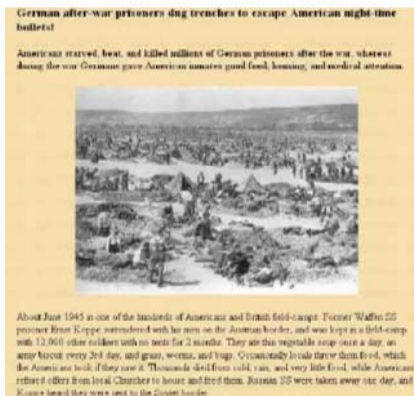 German after-war prisoners dug trenches to escape American night-time
bullets!
Americans starved, beat, and killed millions of German prisoners after the war, whereas
during the war Germans gave American inmates good food, housing, and medical attention.
About June 1945 in one of the hundreds of Americans and British field-camps. Former Waffen SS
prisoner Ernst Koppe surrendered with his men on the Austrian border, and was kept in a field-camp
with 12,000 other soldiers with no tents for 2 months. They ate thin vegetable soup once a day, an
army biscuit every 3rd day, and grass, worms, and bugs. Occasionally locals threw them food, which
the Americans took if they saw it. Thousands died from cold, rain, and very little food, while Americans
refused offers from local Churches to house and feed them. Russian SS were taken away one day, and
Koppe heard they were sent to the Soviet border.